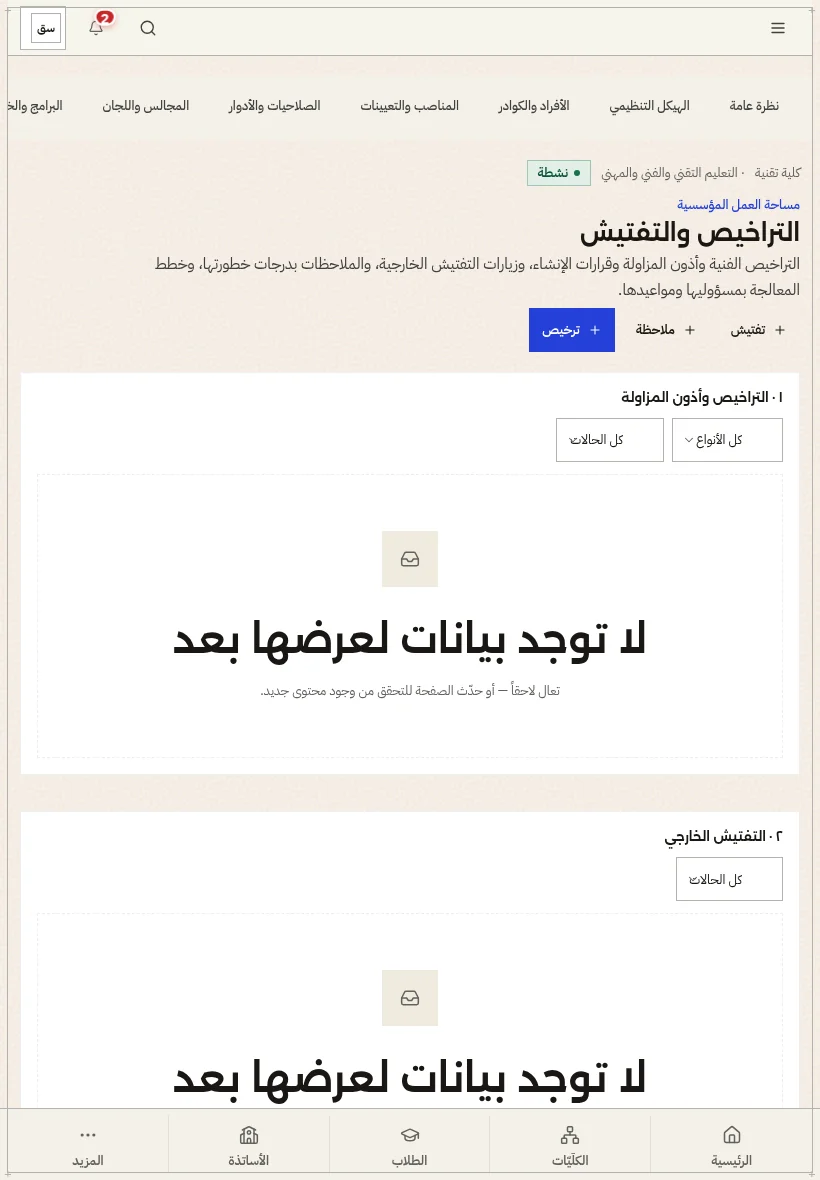 سق
2
نظرة عامة
الهيكل التنظيمي
الأفراد والكوادر
المناصب والتعيينات
الصلاحيات والأدوار
المجالس واللجان
البرامج
كلية تقنية · التعليم التقني والفني والمهني
نشطة
مساحة العمل المؤسسية
التراخيص والتفتيش
التراخيص الفنية وأذون المزاولة وقرارات الإنشاء، وزيارات التفتيش الخارجية، والملاحظات بدرجات خطورتها، وخطط
المعالجة بمسؤوليها ومواعيدها.
تفتيش
ملاحظة
ترخيص
٠١ · التراخيص وأذون المزاولة
كل الأنواع
كل الحالات
لا توجد بيانات لعرضها بعد
تعال لاحقاً — أو حدّث الصفحة للتحقق من وجود محتوى جديد.
٠٢ · التفتيش الخارجي
كل الحالات
لا توجد بيانات لعرضها بعد
الرئيسية
الكليّات
الطلاب
الأساتذة
المزيد